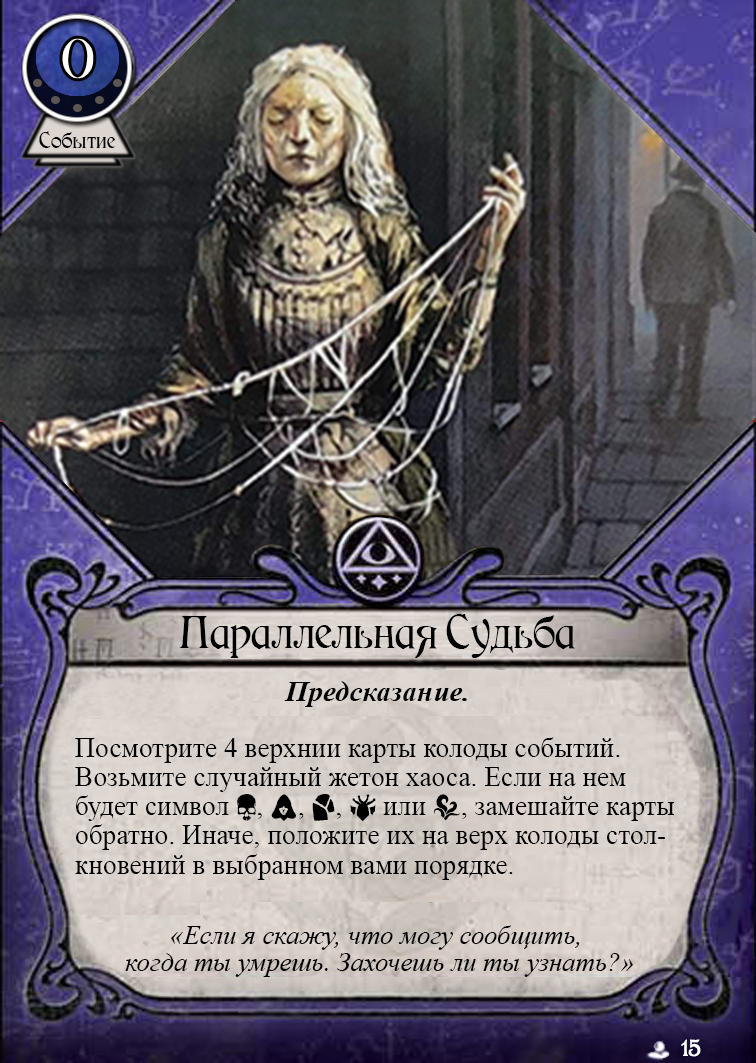 0
Событие
Параллельная Судьба
Предсказание.
Посмотрите 4 верхнии карты колоды событий.
Возьмите случайный жетон хаоса. Если на нем
будет символ , , , или , замешайте карты
обратно. Иначе, положите их на верх колоды стол-
кновений в выбранном вами порядке.
«Если я скажу, что могу сообщить,
когда ты умрешь. Захочешь ли ты узнать?»
15